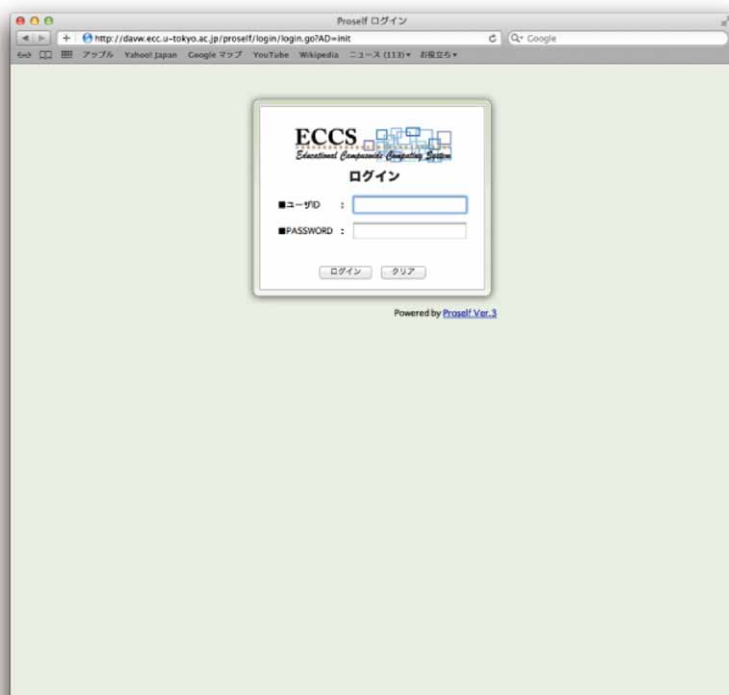 Proself ログイン
http://davw.ecc.u-tokyo.ac.jp/proself/login/login.go?AD=init
Google
アップル Yahoo! Japan Google マップ YouTube Wikipedia ニュース (113)▾ お役立ち▾
ECCS
Educational Campuswide Computing System
ログイン
■ユーザID :
■PASSWORD :
ログイン クリア
Powered by Proself Ver.3